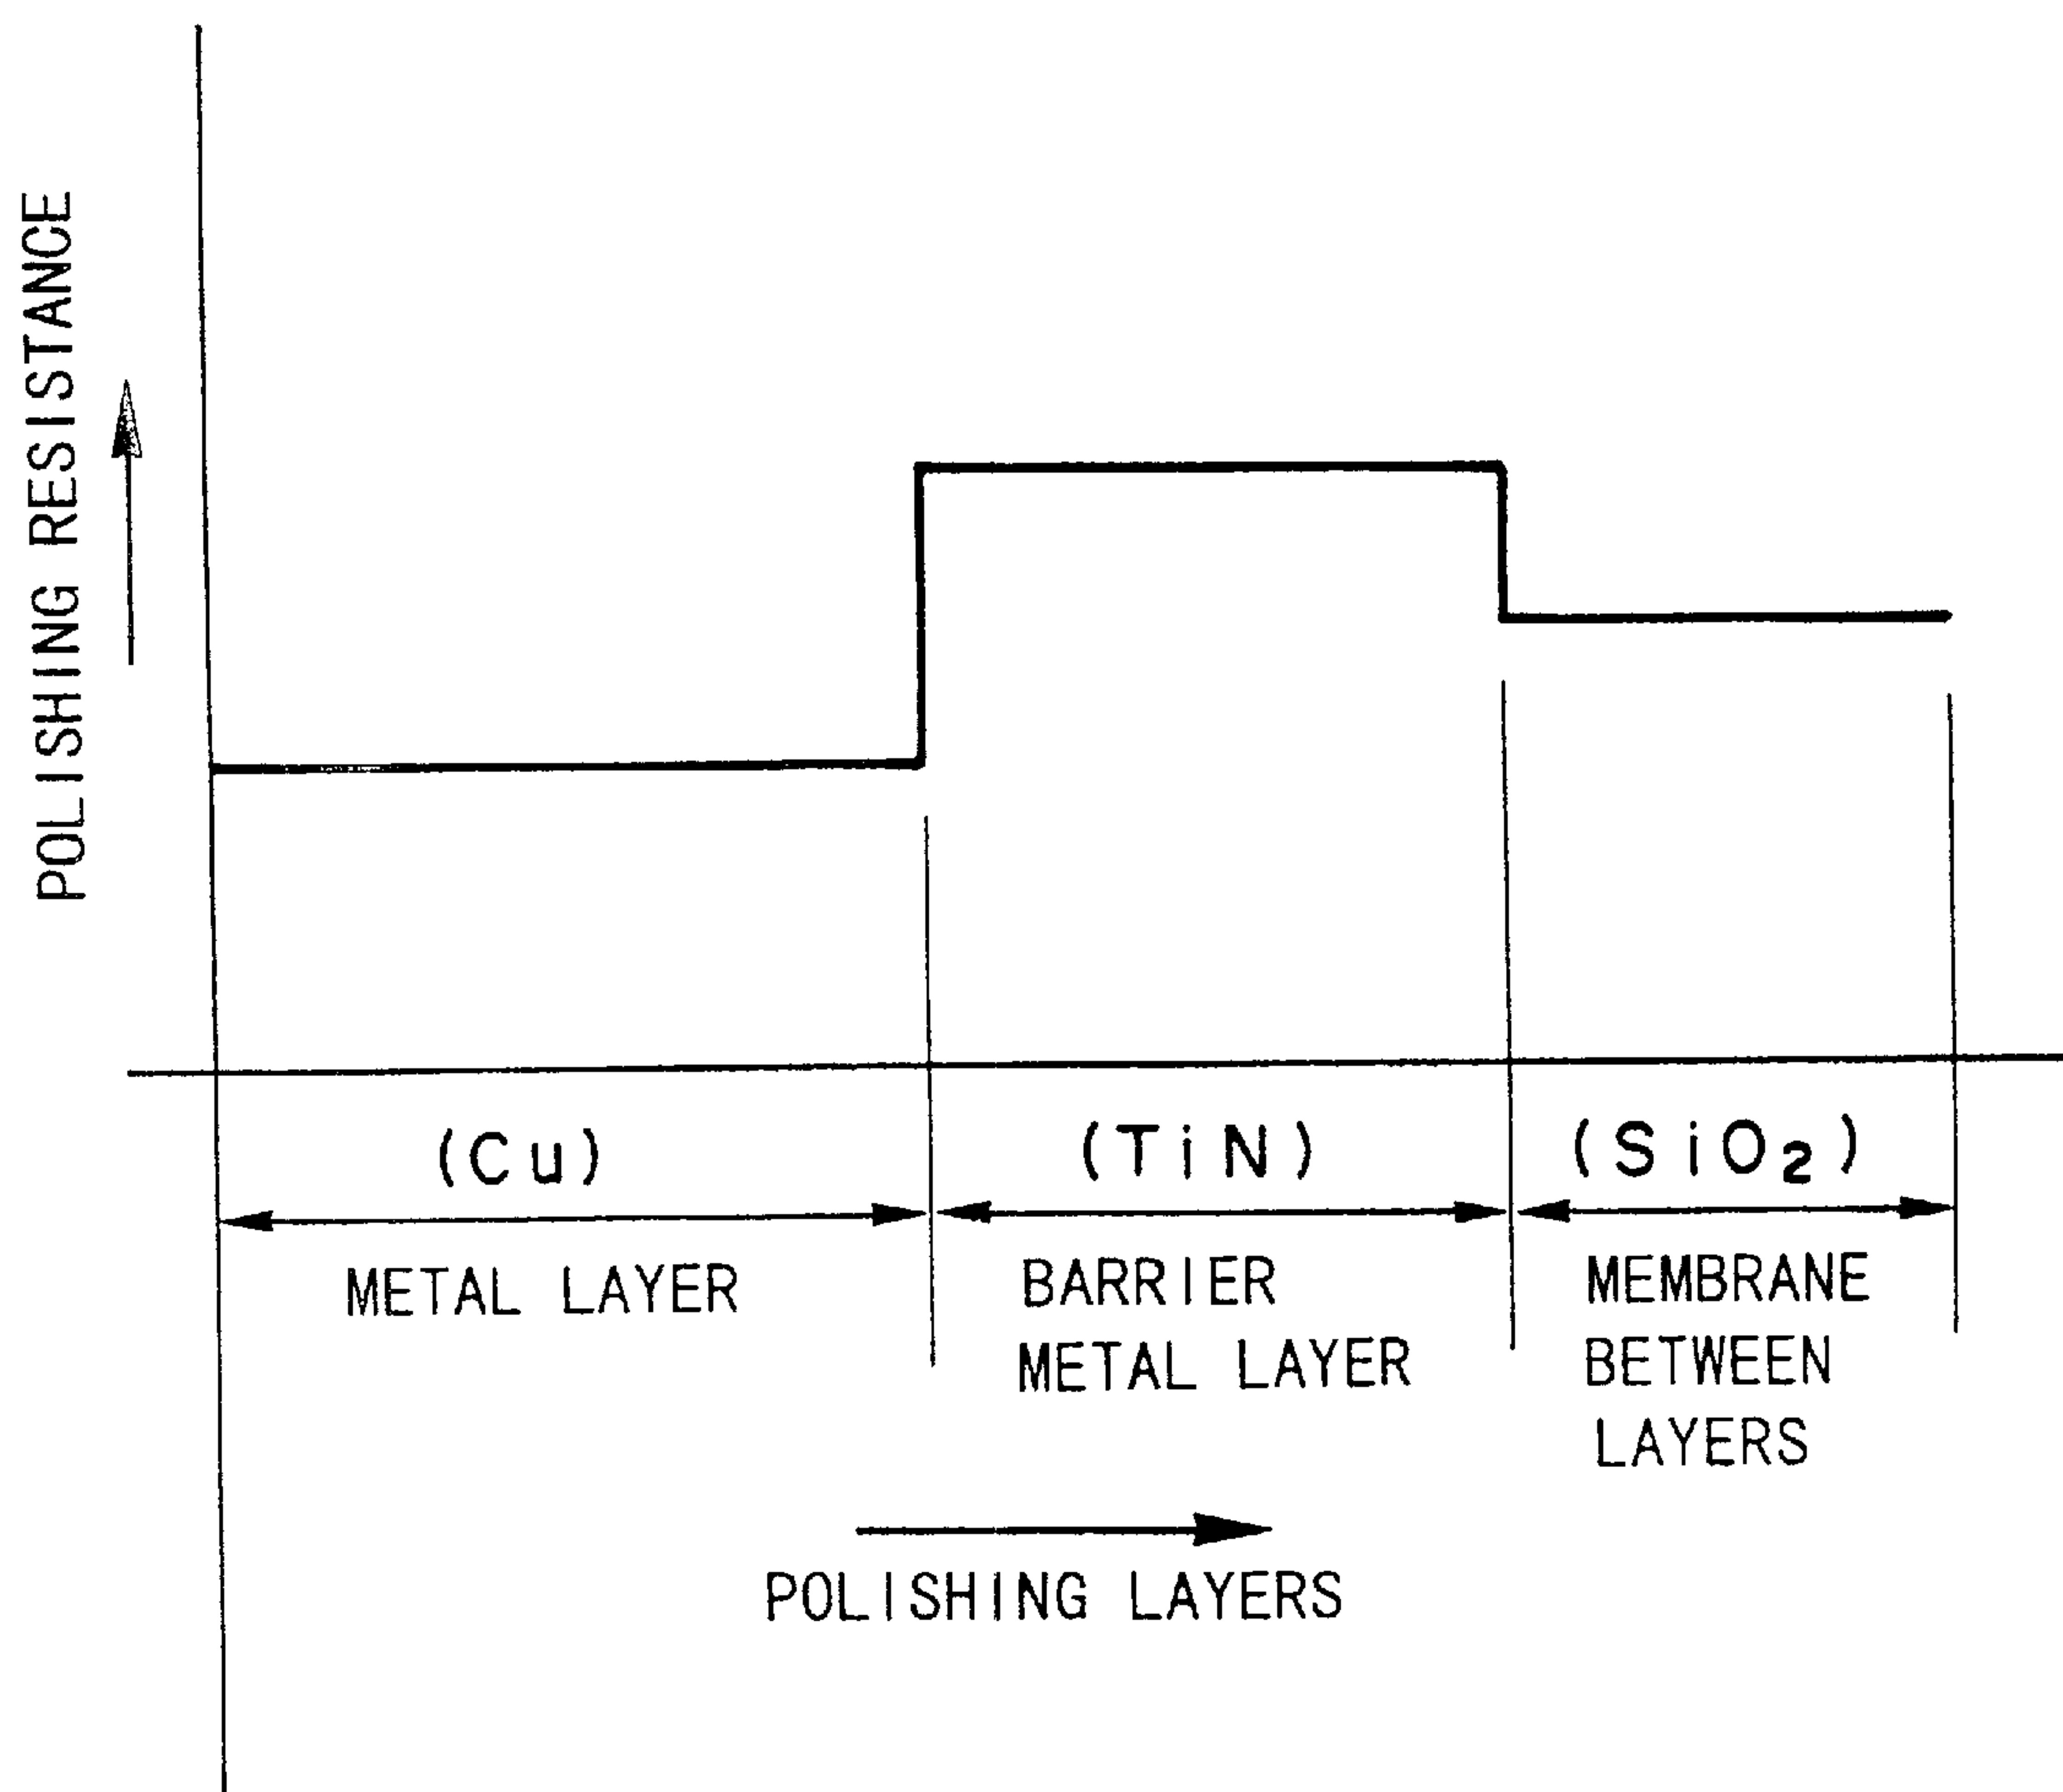 POLISHING RESISTANCE
(Cu)
(TiN)
(SiO₂)
METAL LAYER
BARRIER
METAL LAYER
MEMBRANE
BETWEEN
LAYERS
POLISHING LAYERS